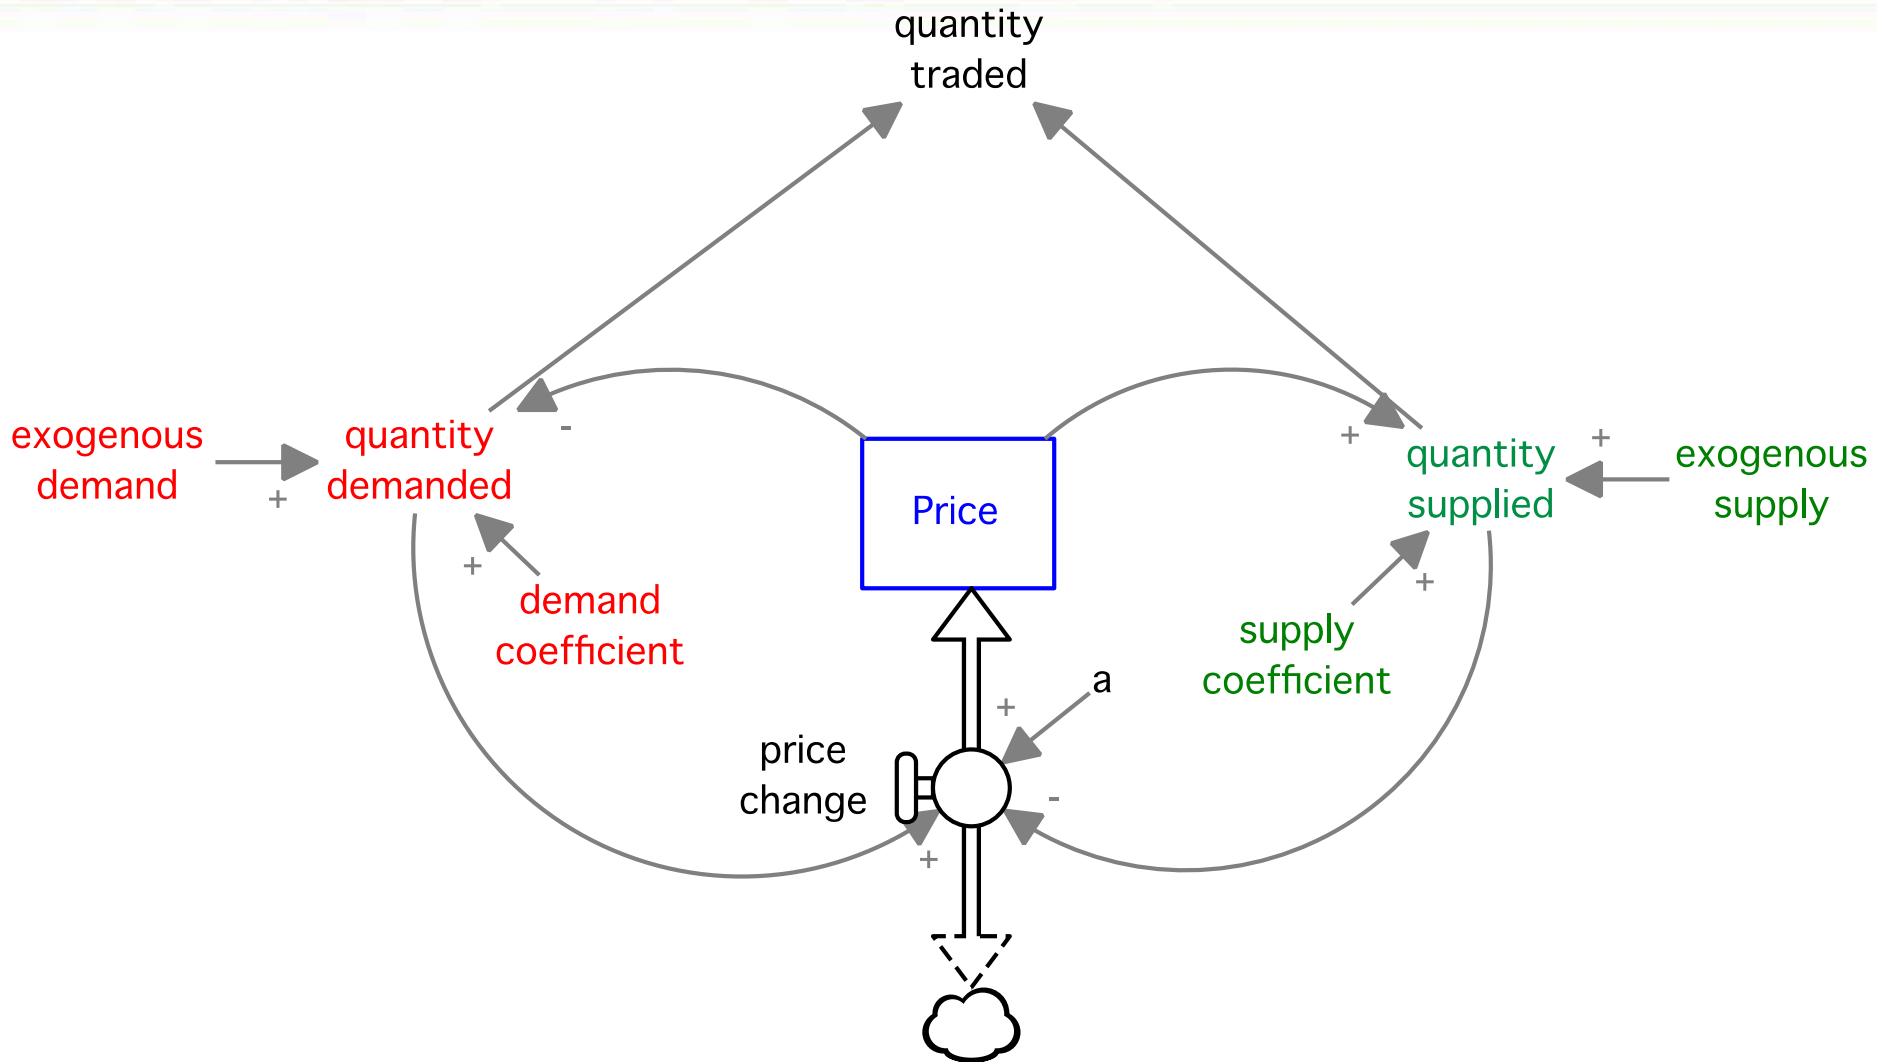 quantity
traded
exogenous
demand
+
quantity
demanded
-
+
demand
coefficient
Price
+
quantity
supplied
+
exogenous
supply
+
supply
coefficient
a
+
price
change
-
+